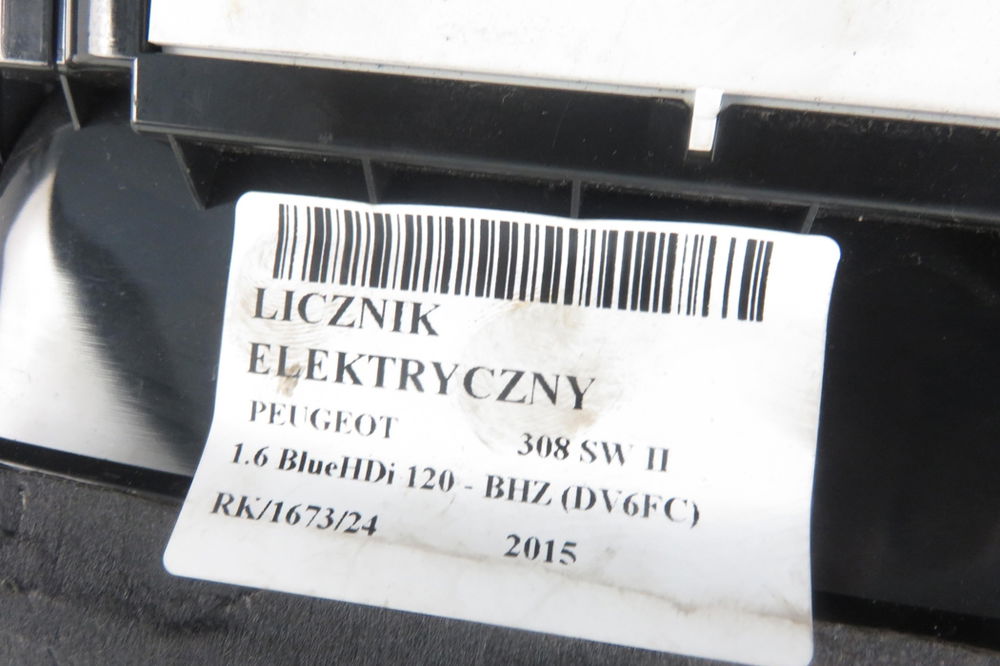 LICZNIK
ELEKTRYCZNY
PEUGEOT 308 SW II
1.6 BlueHDi 120 - BHZ (DV6FC)
RK/1673/24 2015